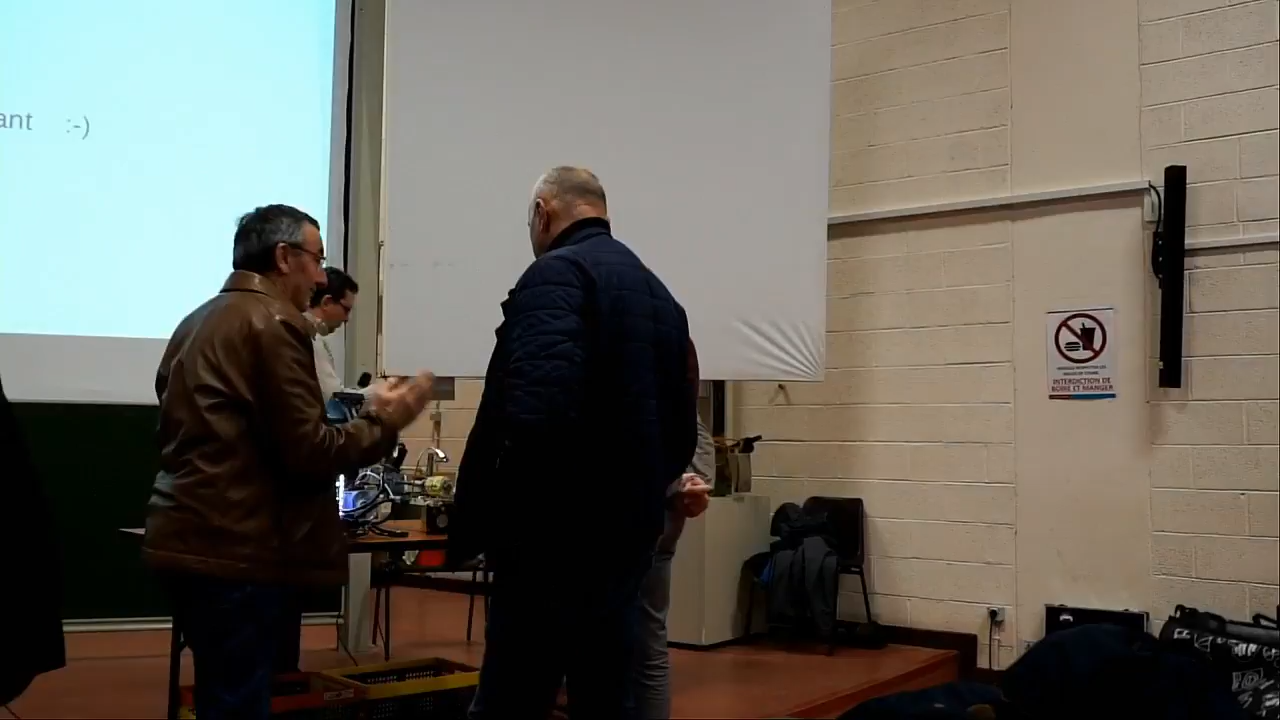 ant :-)
INTERDICTION DE
BOIRE ET MANGER